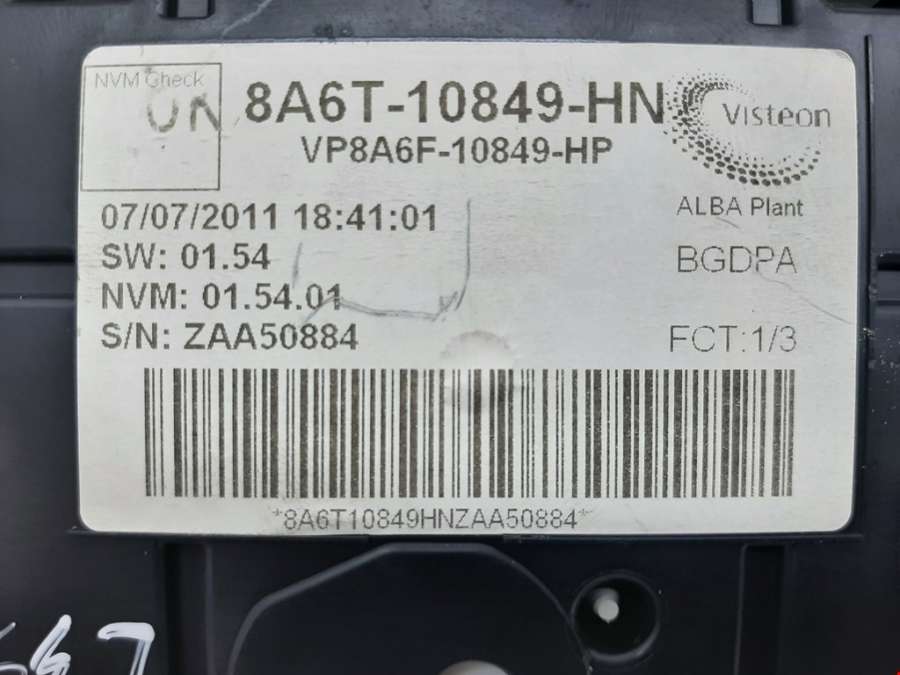 NVM Check
OK
8A6T-10849-HN
Visteon
VP8A6F-10849-HP
ALBA Plant
07/07/2011 18:41:01
SW: 01.54
BGDPA
NVM: 01.54.01
S/N: ZAA50884
FCT:1/3
*8A6T10849HNZAA50884*